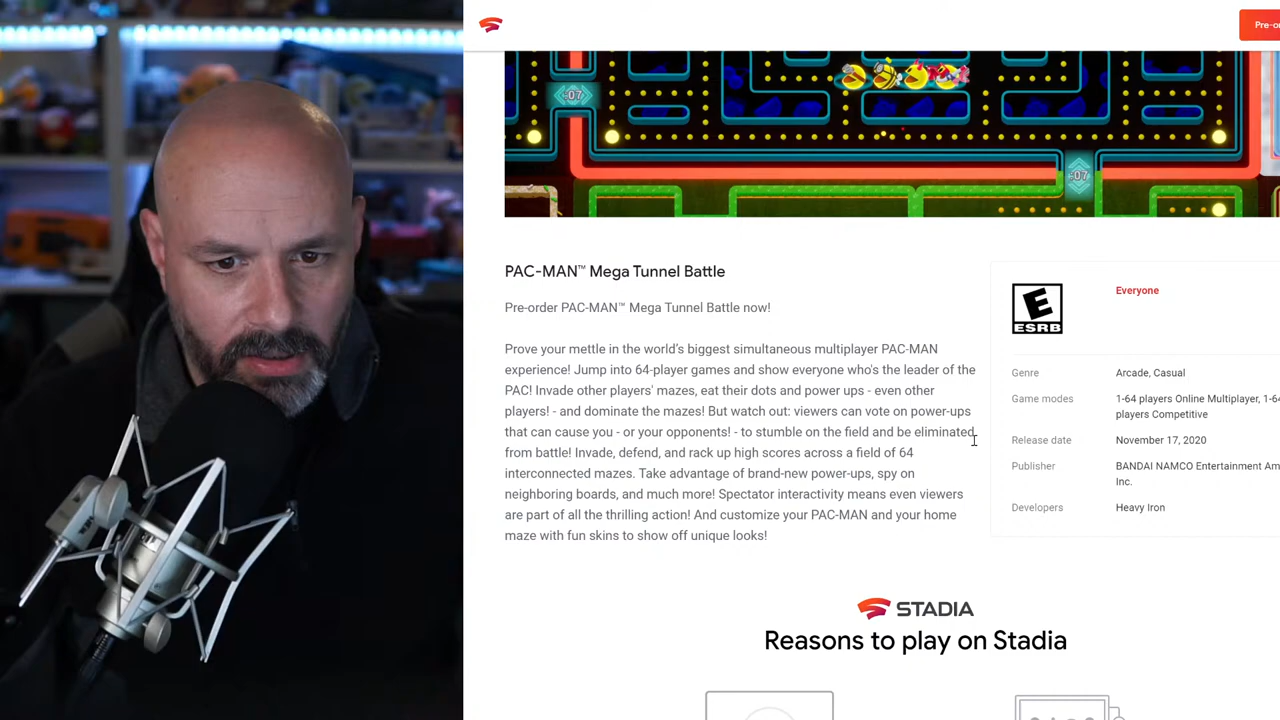 Pre-o
-07
-07
PAC-MAN™ Mega Tunnel Battle
Pre-order PAC-MAN™ Mega Tunnel Battle now!
Prove your mettle in the world's biggest simultaneous multiplayer PAC-MAN
experience! Jump into 64-player games and show everyone who's the leader of the
PAC! Invade other players' mazes, eat their dots and power ups - even other
players! - and dominate the mazes! But watch out: viewers can vote on power-ups
that can cause you - or your opponents! - to stumble on the field and be eliminated
from battle! Invade, defend, and rack up high scores across a field of 64
interconnected mazes. Take advantage of brand-new power-ups, spy on
neighboring boards, and much more! Spectator interactivity means even viewers
are part of all the thrilling action! And customize your PAC-MAN and your home
maze with fun skins to show off unique looks!
E
ESRB
Everyone
Genre Arcade, Casual
Game modes 1-64 players Online Multiplayer, 1-64
players Competitive
Release date November 17, 2020
Publisher BANDAI NAMCO Entertainment Am
Inc.
Developers Heavy Iron
STADIA
Reasons to play on Stadia